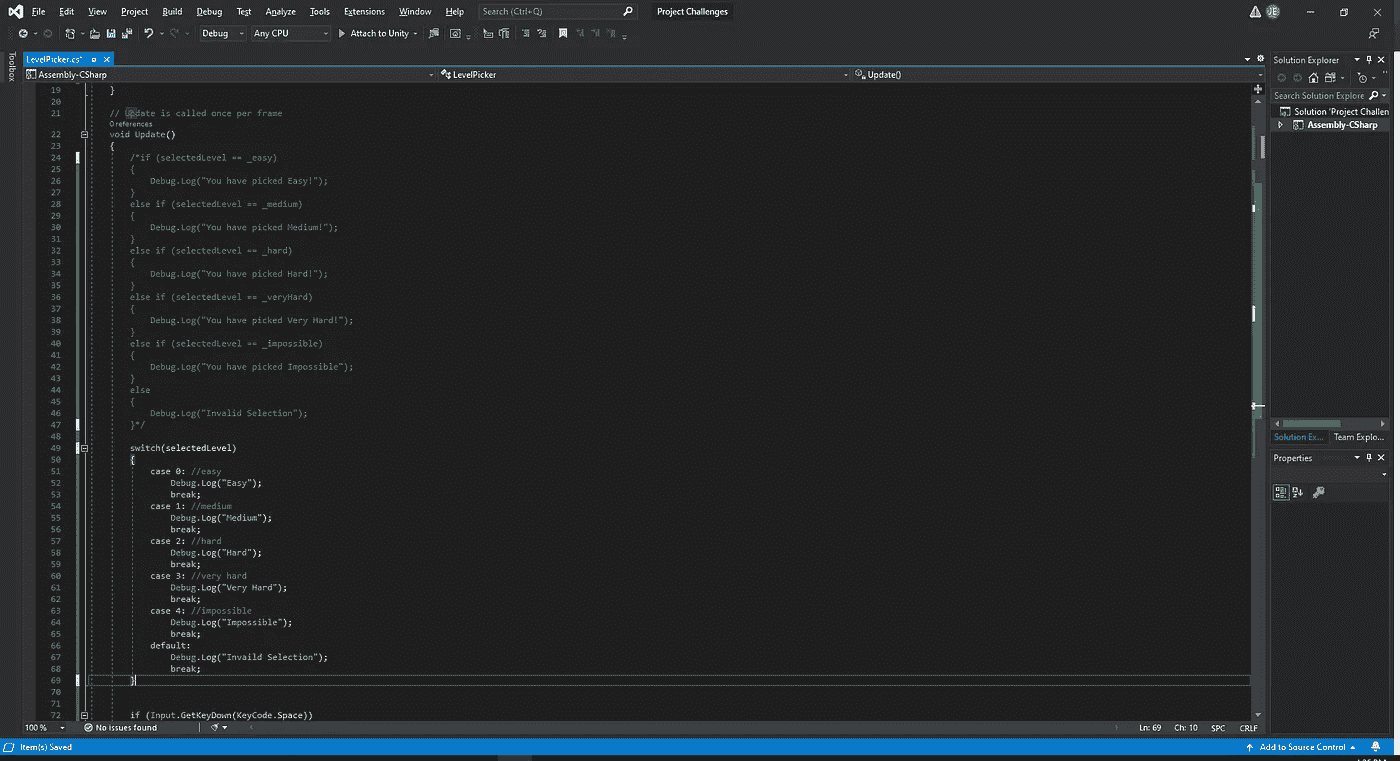 File Edit View Project Build Debug Test Analyze Tools Extensions Window Help Search (Ctrl+Q) Project Challenges JE
Debug Any CPU Attach to Unity
Toolbox
LevelPicker.cs*
Assembly-CSharp LevelPicker Update()
19 }
20
21 // Update is called once per frame
0 references
22 void Update()
23 {
24 /*if (selectedLevel == _easy)
25 {
26 Debug.Log("You have picked Easy!");
27 }
28 else if (selectedLevel == _medium)
29 {
30 Debug.Log("You have picked Medium!");
31 }
32 else if (selectedLevel == _hard)
33 {
34 Debug.Log("You have picked Hard!");
35 }
36 else if (selectedLevel == _veryHard)
37 {
38 Debug.Log("You have picked Very Hard!");
39 }
40 else if (selectedLevel == _impossible)
41 {
42 Debug.Log("You have picked Impossible");
43 }
44 else
45 {
46 Debug.Log("Invalid Selection");
47 }*/
48
49 switch(selectedLevel)
50 {
51 case 0: //easy
52 Debug.Log("Easy");
53 break;
54 case 1: //medium
55 Debug.Log("Medium");
56 break;
57 case 2: //hard
58 Debug.Log("Hard");
59 break;
60 case 3: //very hard
61 Debug.Log("Very Hard");
62 break;
63 case 4: //impossible
64 Debug.Log("Impossible");
65 break;
66 default:
67 Debug.Log("Invaild Selection");
68 break;
69 }
70
71
72 if (Input.GetKeyDown(KeyCode.Space))
100 % No issues found Ln: 69 Ch: 10 SPC CRLF
Solution Explorer
Search Solution Explore
Solution 'Project Challen
Assembly-CSharp
Solution Ex... Team Explo...
Properties
Item(s) Saved Add to Source Control